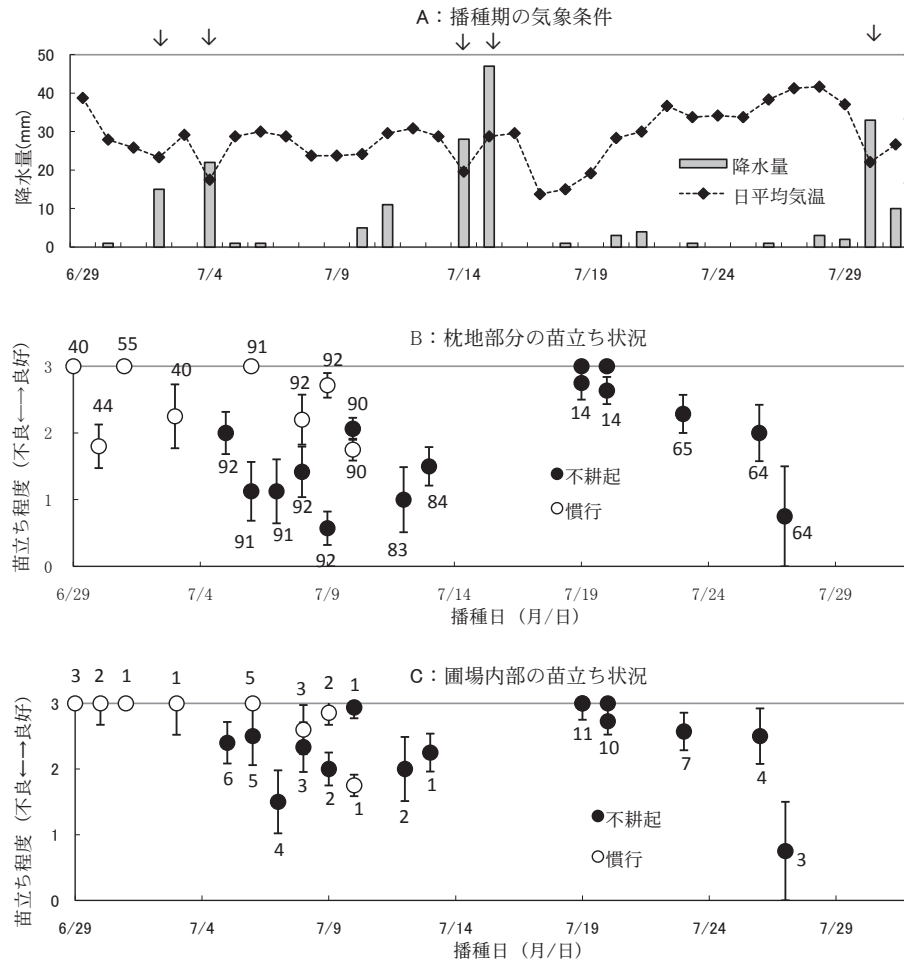 A：播種期の気象条件
↓ ↓ ↓ ↓ ↓
50
40
30
20
10
0
降水量(mm)
降水量
日平均気温
6/29 7/4 7/9 7/14 7/19 7/24 7/29
B：枕地部分の苗立ち状況
苗立ち程度（不良←→良好）
3
2
1
0
40 55 91 92
44 40 92 90
92 91 91 92 92 90 83 84
14 14 65 64 64
不耕起
慣行
6/29 7/4 7/9 7/14 7/19 7/24 7/29
播種日（月/日）
C：圃場内部の苗立ち状況
苗立ち程度（不良←→良好）
3
2
1
0
3 2 1 1 5 3 2 1
6 5 4 3 2 1 2 1
11 10 7 4 3
不耕起
慣行
6/29 7/4 7/9 7/14 7/19 7/24 7/29
播種日（月/日）